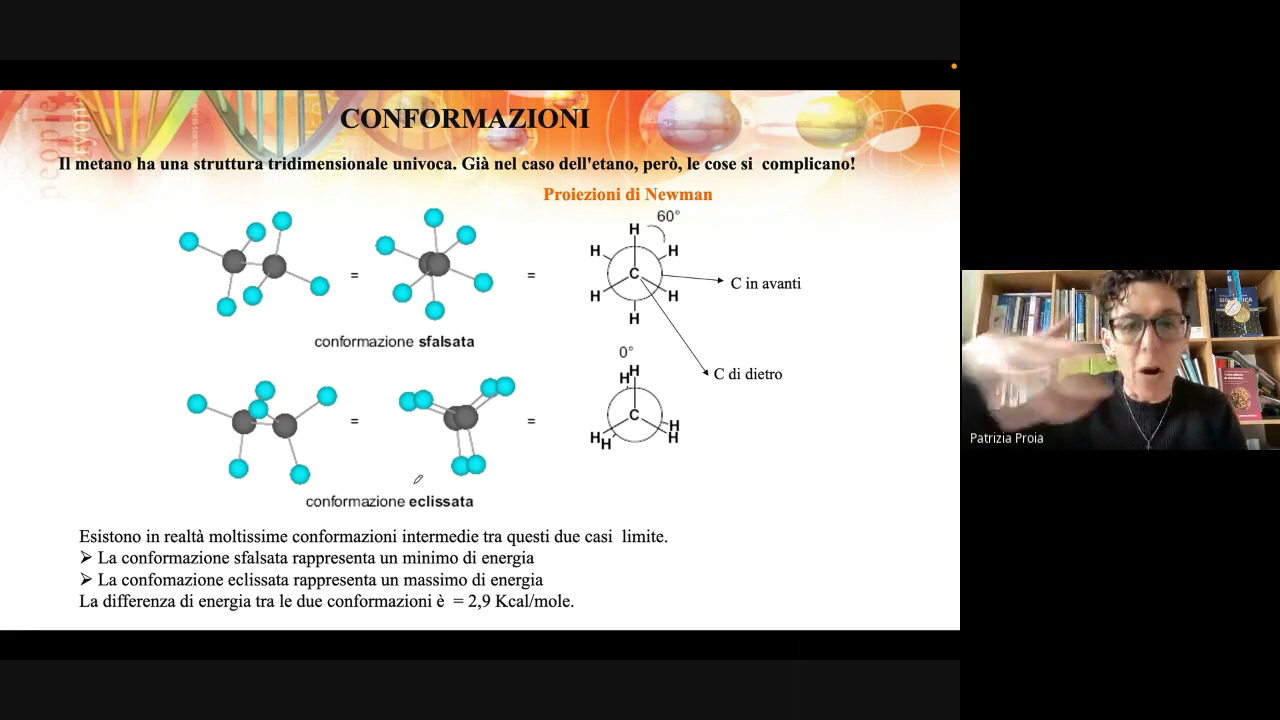 people
ryon
CONFORMAZIONI
Il metano ha una struttura tridimensionale univoca. Già nel caso dell'etano, però, le cose si complicano!
Proiezioni di Newman
60°
H
H H
= = C
C in avanti
H H
H
conformazione sfalsata
0°
HH
C di dietro
= = C
H H
H H
conformazione eclissata
Esistono in realtà moltissime conformazioni intermedie tra questi due casi limite.
➢ La conformazione sfalsata rappresenta un minimo di energia
➢ La confomazione eclissata rappresenta un massimo di energia
La differenza di energia tra le due conformazioni è = 2,9 Kcal/mole.
Patrizia Proia